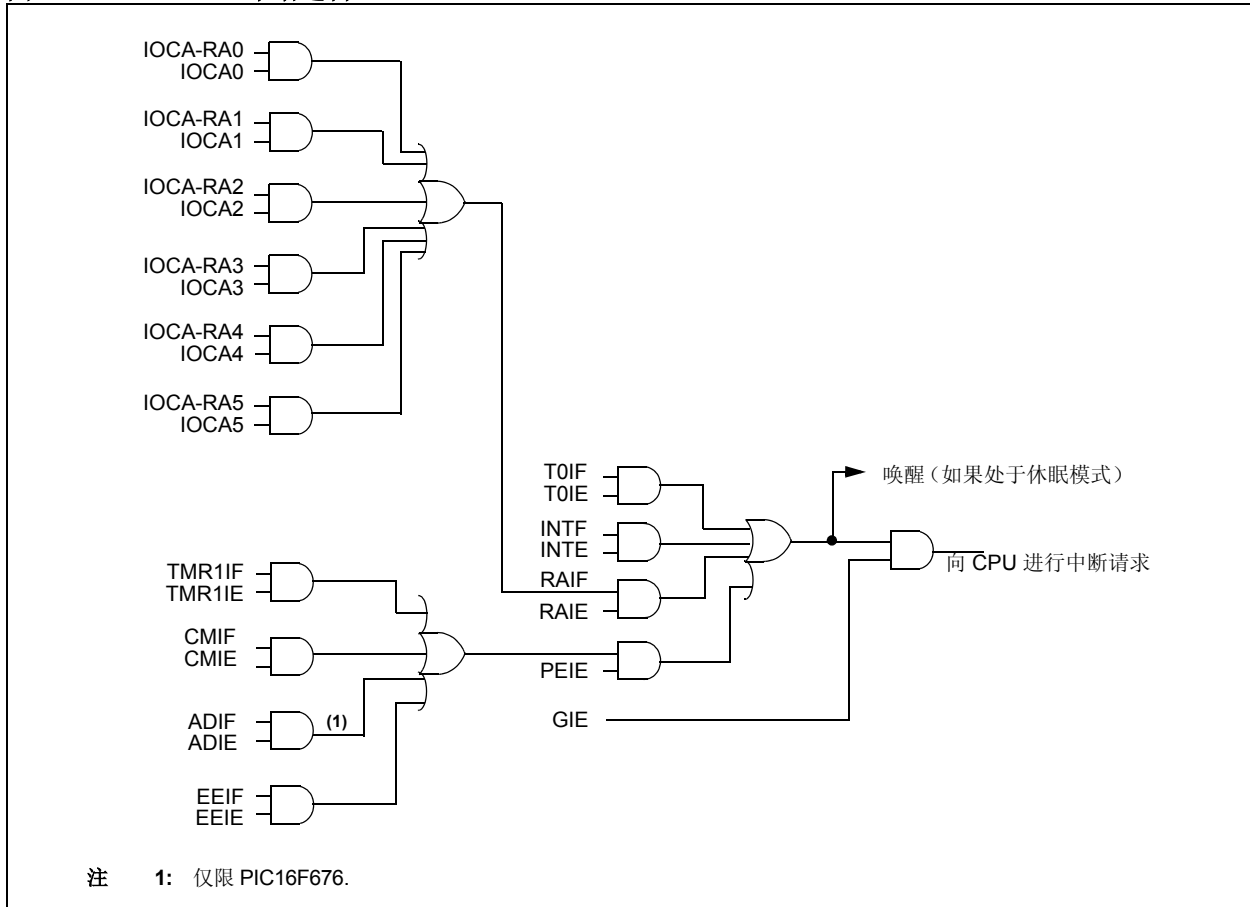 IOCA-RA0
IOCA0
IOCA-RA1
IOCA1
IOCA-RA2
IOCA2
IOCA-RA3
IOCA3
IOCA-RA4
IOCA4
IOCA-RA5
IOCA5
T0IF
T0IE
INTF
INTE
RAIF
RAIE
PEIE
GIE
唤醒（如果处于休眠模式）
向 CPU 进行中断请求
TMR1IF
TMR1IE
CMIF
CMIE
ADIF
ADIE
(1)
EEIF
EEIE
注 1: 仅限 PIC16F676.